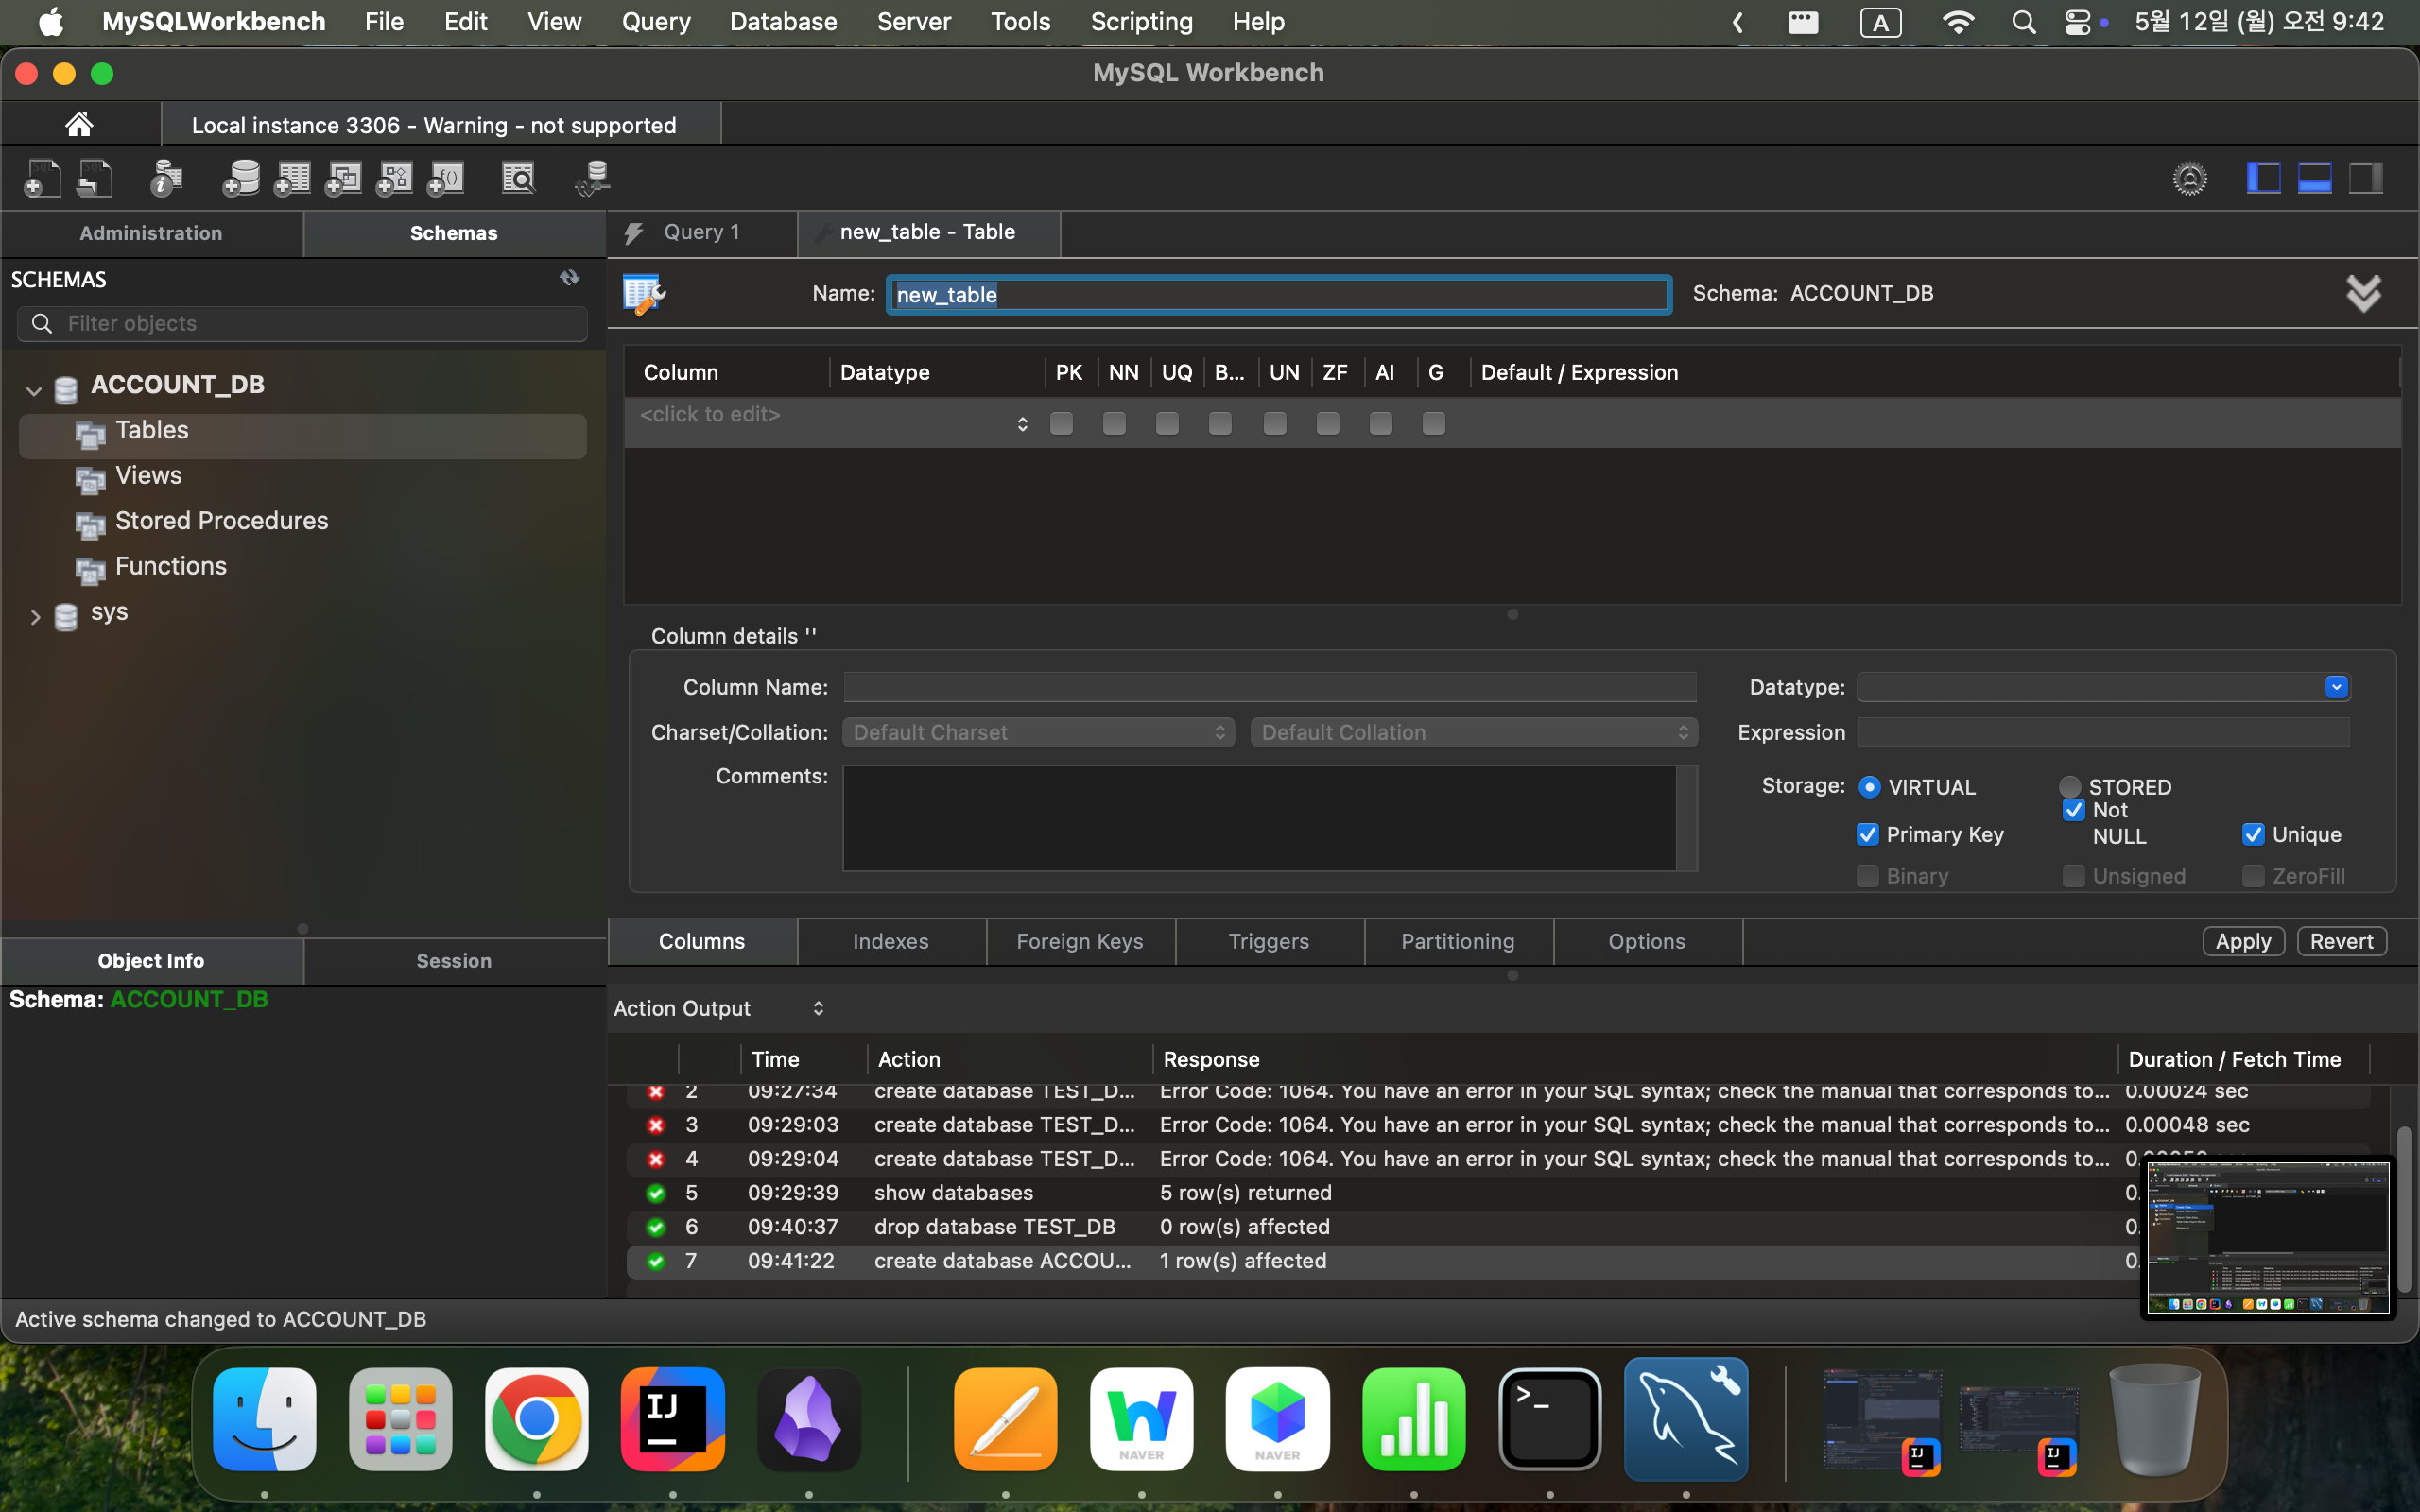 MySQLWorkbench File Edit View Query Database Server Tools Scripting Help A 5월 12일 (월) 오전 9:42
MySQL Workbench
Local instance 3306 - Warning - not supported
Administration Schemas
Query 1 new_table - Table
SCHEMAS
Filter objects
Name: new_table Schema: ACCOUNT_DB
ACCOUNT_DB
Tables
Views
Stored Procedures
Functions
sys
Column Datatype PK NN UQ B... UN ZF AI G Default / Expression
<click to edit>
Column details ''
Column Name: Datatype:
Charset/Collation: Default Charset Default Collation Expression
Comments:
Storage: VIRTUAL STORED
Primary Key Not NULL Unique
Binary Unsigned ZeroFill
Columns Indexes Foreign Keys Triggers Partitioning Options Apply Revert
Object Info Session
Schema: ACCOUNT_DB
Action Output
Time Action Response Duration / Fetch Time
2 09:27:34 create database TEST_D... Error Code: 1064. You have an error in your SQL syntax; check the manual that corresponds to... 0.00024 sec
3 09:29:03 create database TEST_D... Error Code: 1064. You have an error in your SQL syntax; check the manual that corresponds to... 0.00048 sec
4 09:29:04 create database TEST_D... Error Code: 1064. You have an error in your SQL syntax; check the manual that corresponds to...
5 09:29:39 show databases 5 row(s) returned 0.
6 09:40:37 drop database TEST_DB 0 row(s) affected 0.
7 09:41:22 create database ACCOU... 1 row(s) affected 0.
Active schema changed to ACCOUNT_DB
IJ
NAVER
NAVER
IJ
IJ